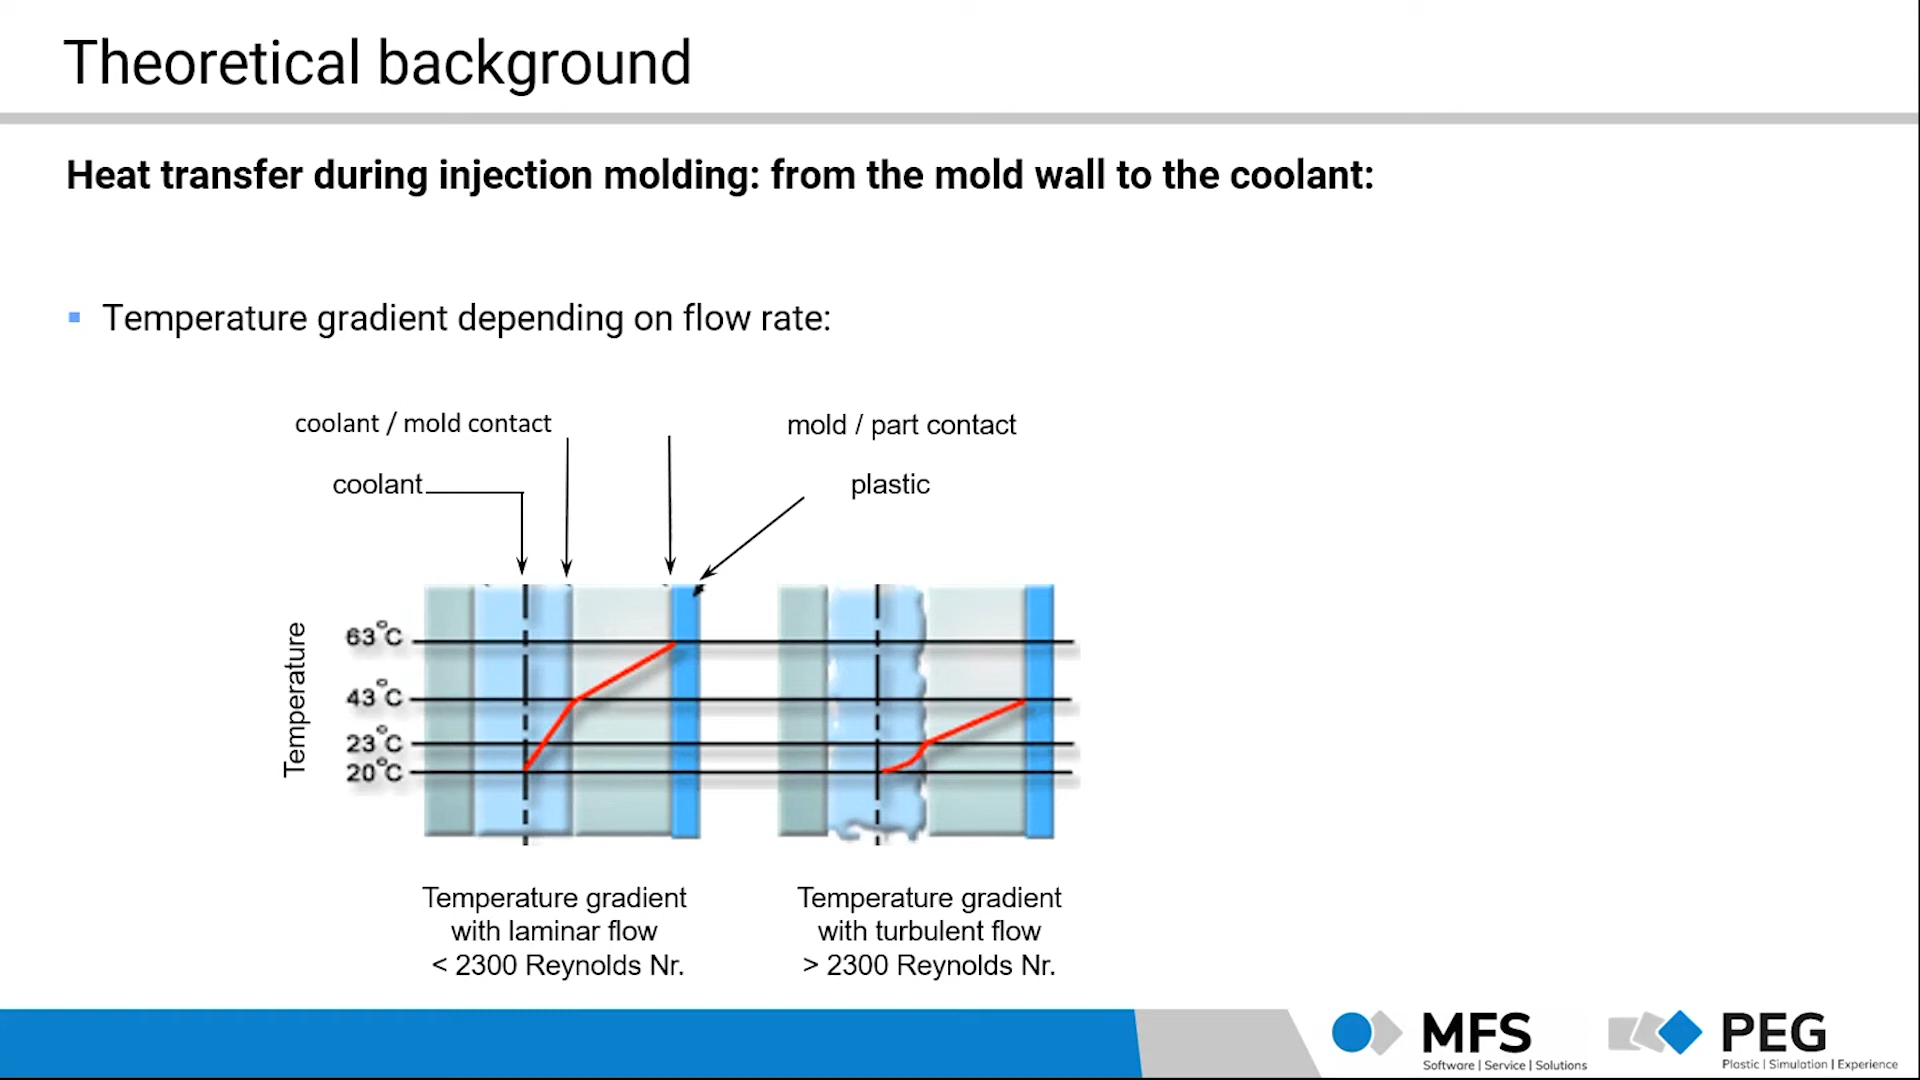 Theoretical background
Heat transfer during injection molding: from the mold wall to the coolant:
Temperature gradient depending on flow rate:
coolant / mold contact
mold / part contact
coolant
plastic
Temperature
63°C
43°C
23°C
20°C
Temperature gradient
with laminar flow
< 2300 Reynolds Nr.
Temperature gradient
with turbulent flow
> 2300 Reynolds Nr.
MFS
Software | Service | Solutions
PEG
Plastic | Simulation | Experience